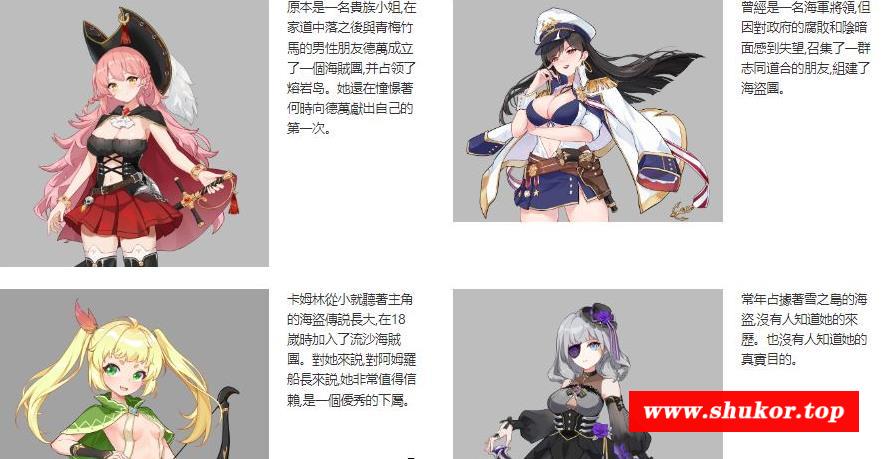 原本是一名貴族小姐,在
家道中落之後與青梅竹
馬的男性朋友德萬成立
了一個海賊團,并占领了
熔岩岛。她還在憧憬著
何時向德萬獻出自己的
第一次。
曾經是一名海軍將領,但
因對政府的腐敗和陰暗
面感到失望,召集了一群
志同道合的朋友,組建了
海盜團。
卡姆林從小就聽著主角
的海盜傳説長大,在18
歲時加入了流沙海賊
團。對她來説,對阿姆羅
船長來説,她非常值得信
賴,是一個優秀的下屬。
常年占據著雪之島的海
盜,沒有人知道她的來
歷。也沒有人知道她的
真實目的。
www.shukor.top